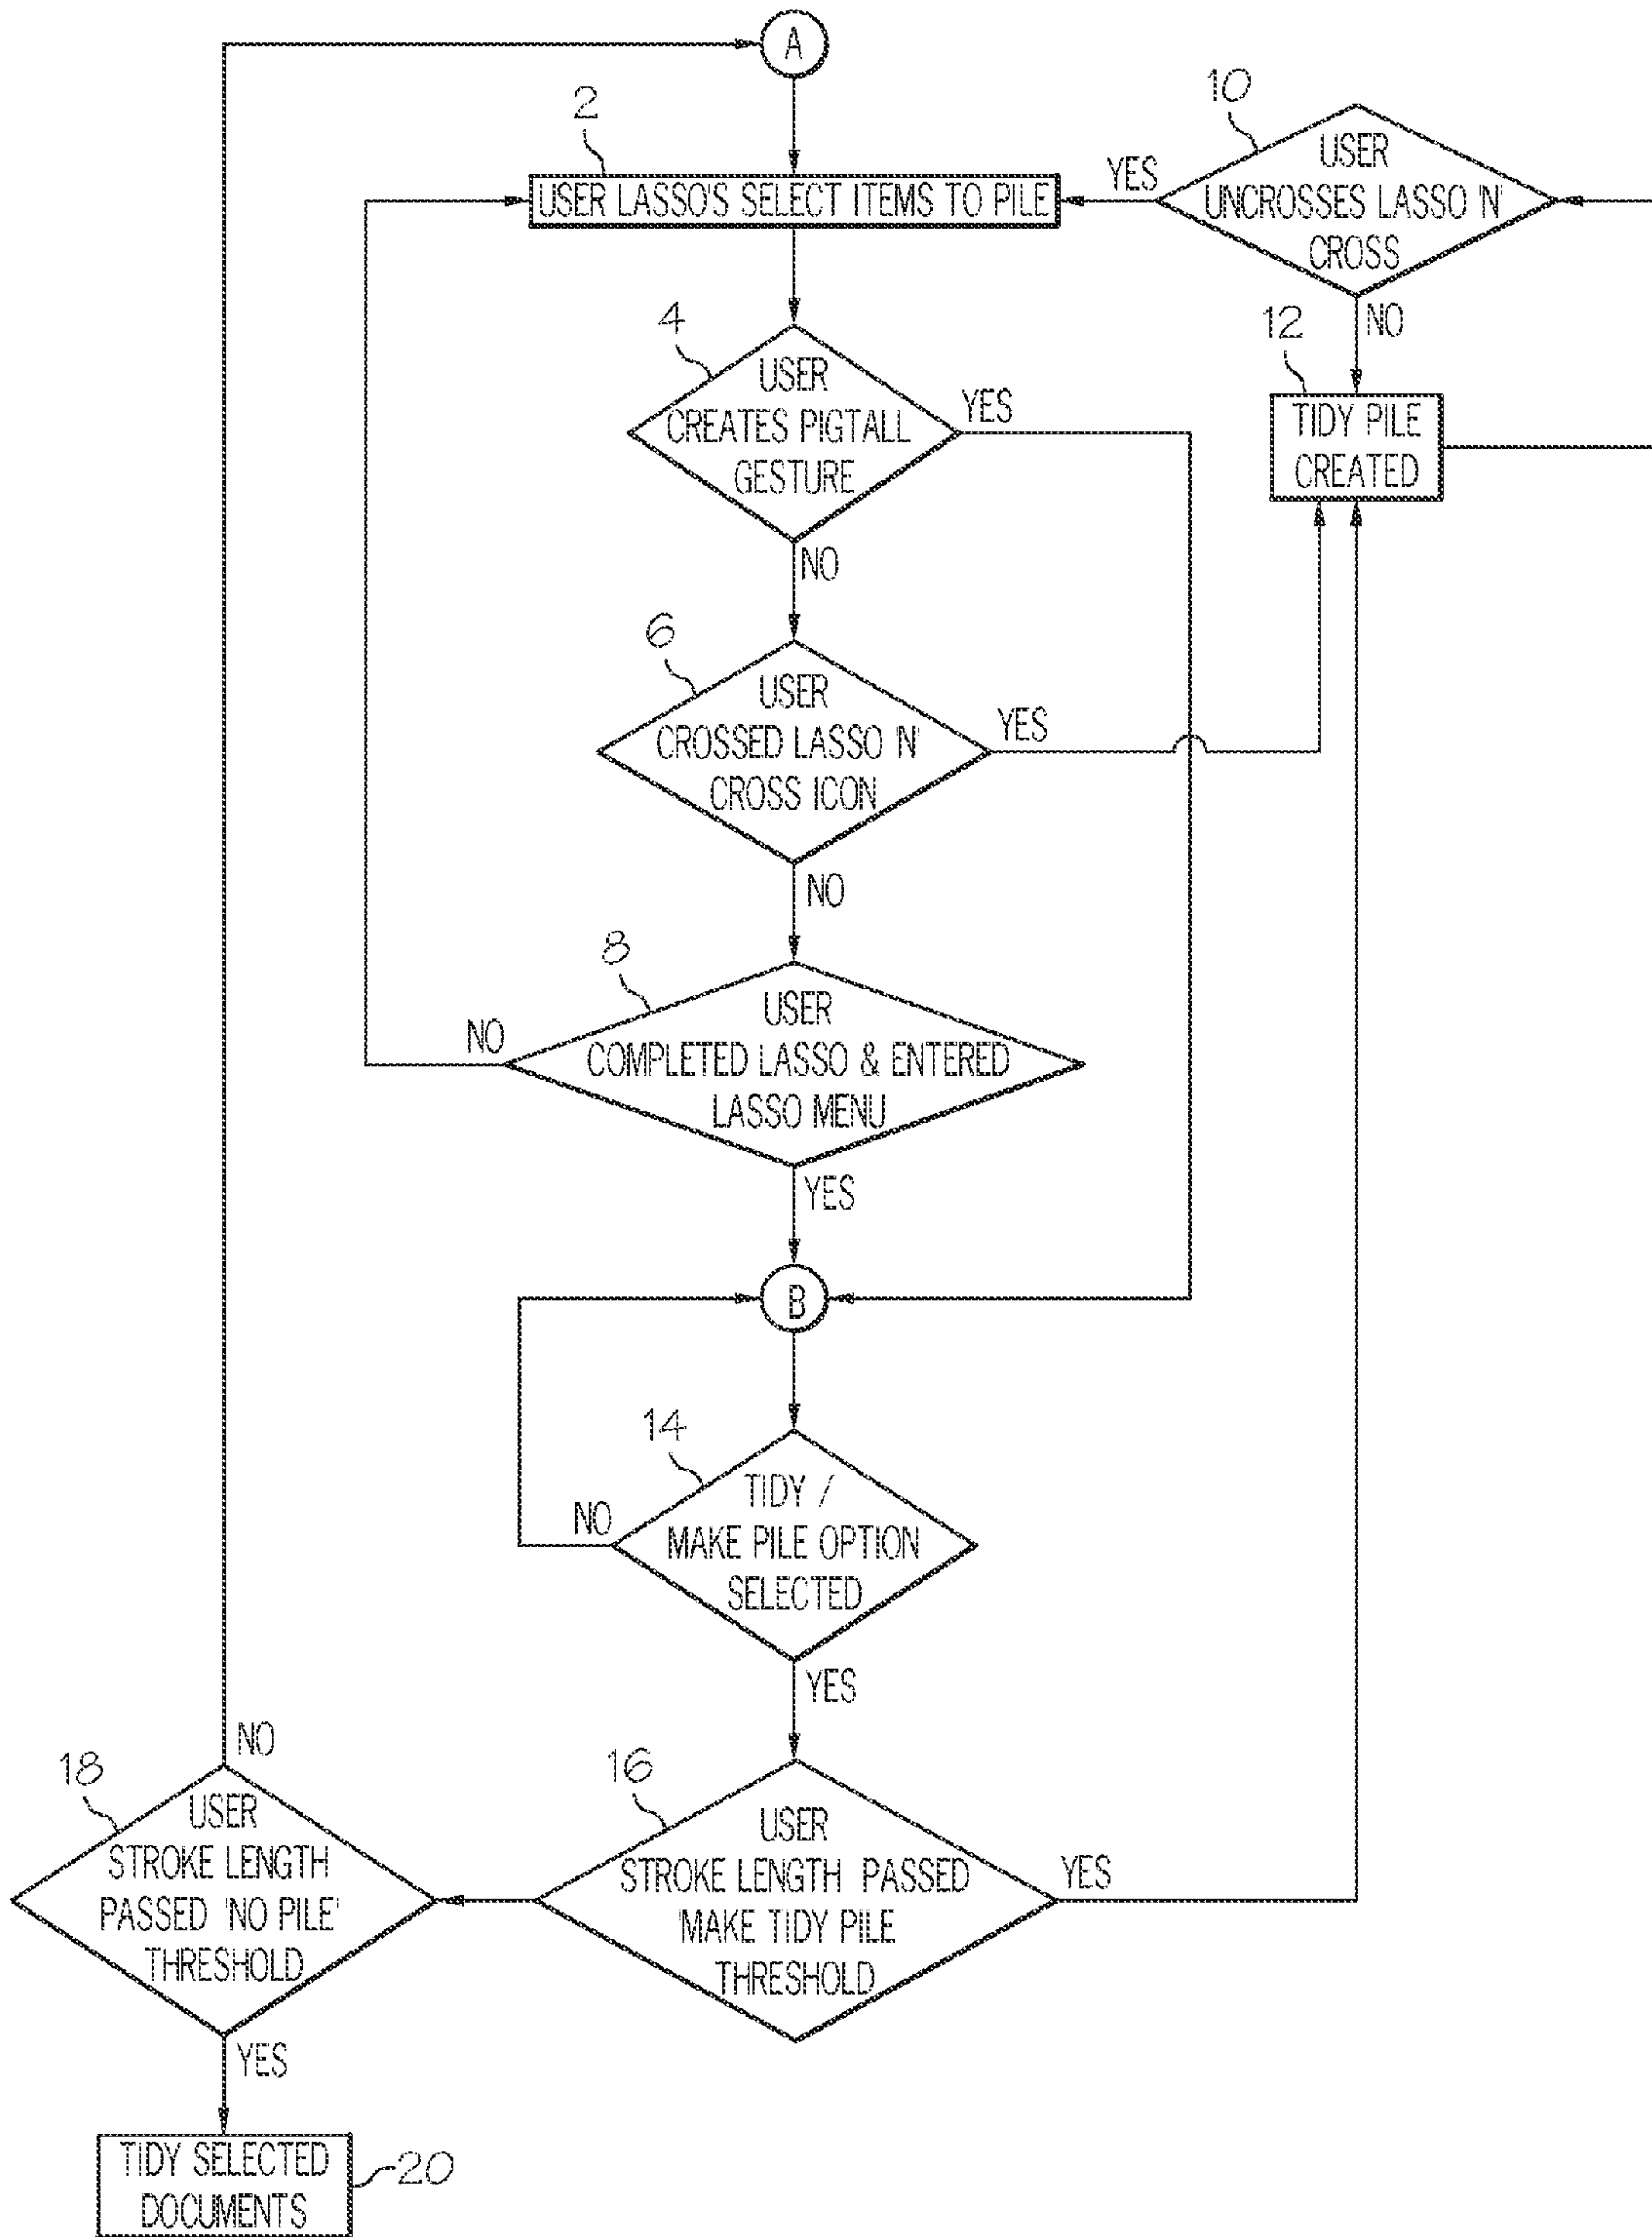 A
2
USER LASSO'S SELECT ITEMS TO PILE
10
USER
UNCROSSES LASSO 'N'
CROSS
YES
NO
4
USER
CREATES PIGTALL
GESTURE
YES
NO
12
TIDY PILE
CREATED
6
USER
CROSSED LASSO 'N'
CROSS ICON
YES
NO
8
USER
COMPLETED LASSO & ENTERED
LASSO MENU
NO
YES
B
14
TIDY /
MAKE PILE OPTION
SELECTED
NO
YES
16
USER
STROKE LENGTH PASSED
'MAKE TIDY PILE
THRESHOLD
YES
18
USER
STROKE LENGTH
PASSED 'NO PILE'
THRESHOLD
NO
YES
TIDY SELECTED
DOCUMENTS
20